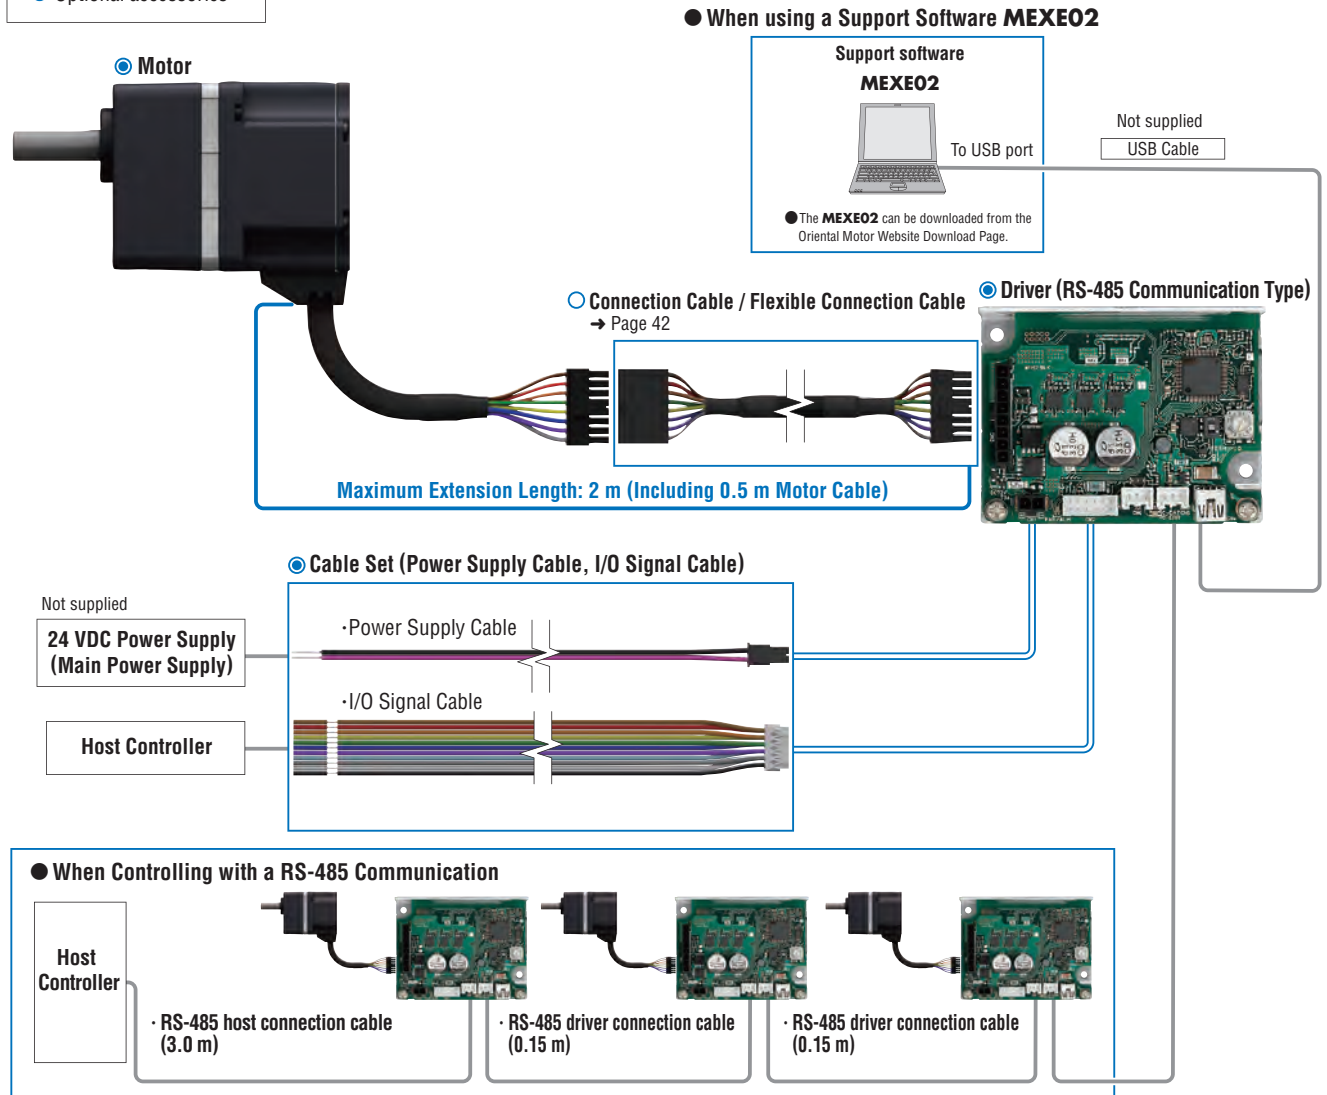 ● When using a Support Software MEXE02
Support software
MEXE02
To USB port
Not supplied
USB Cable
●The MEXE02 can be downloaded from the
Oriental Motor Website Download Page.
Motor
Connection Cable / Flexible Connection Cable
→ Page 42
Driver (RS-485 Communication Type)
Maximum Extension Length: 2 m (Including 0.5 m Motor Cable)
Cable Set (Power Supply Cable, I/O Signal Cable)
Not supplied
24 VDC Power Supply
(Main Power Supply)
·Power Supply Cable
·I/O Signal Cable
Host Controller
● When Controlling with a RS-485 Communication
Host
Controller
· RS-485 host connection cable
(3.0 m)
· RS-485 driver connection cable
(0.15 m)
· RS-485 driver connection cable
(0.15 m)